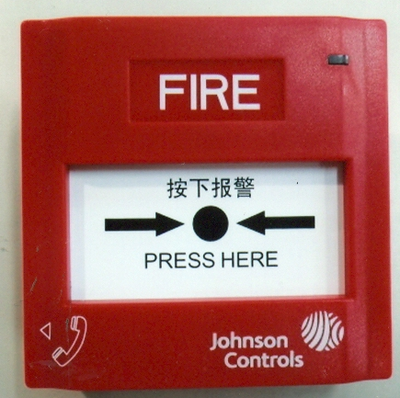 FIRE
按下报警
PRESS HERE
Johnson
Controls